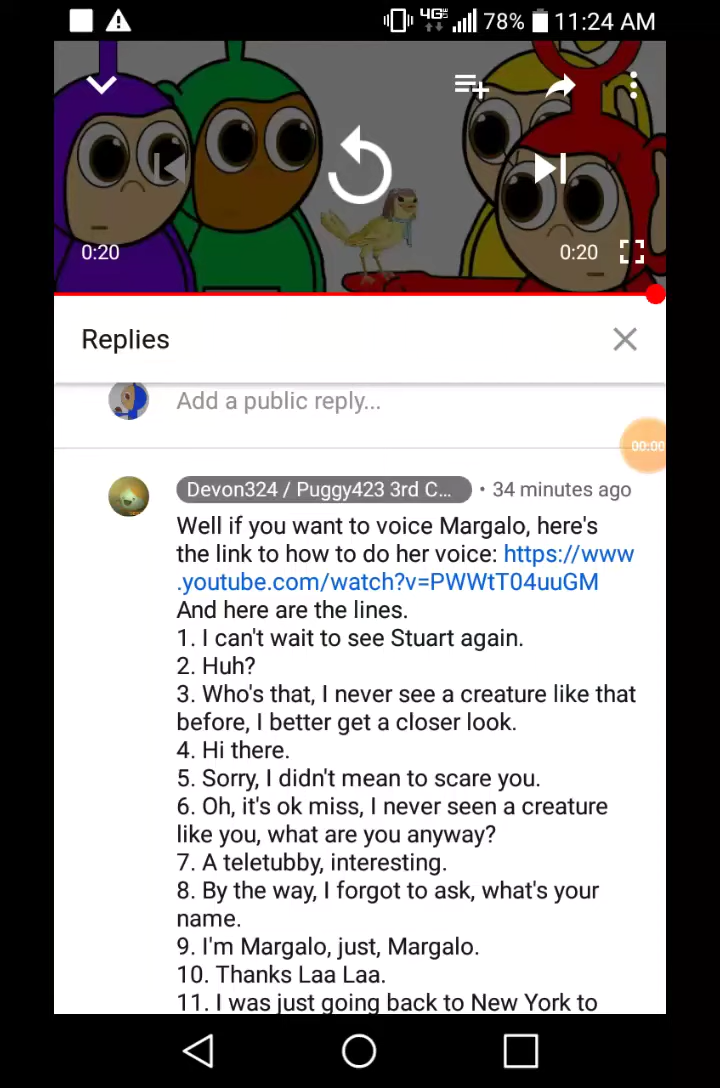 4G 78% 11:24 AM
0:20 0:20
Replies
Add a public reply...
00:00
Devon324 / Puggy423 3rd C... • 34 minutes ago
Well if you want to voice Margalo, here's
the link to how to do her voice: https://www
.youtube.com/watch?v=PWWtT04uuGM
And here are the lines.
1. I can't wait to see Stuart again.
2. Huh?
3. Who's that, I never see a creature like that
before, I better get a closer look.
4. Hi there.
5. Sorry, I didn't mean to scare you.
6. Oh, it's ok miss, I never seen a creature
like you, what are you anyway?
7. A teletubby, interesting.
8. By the way, I forgot to ask, what's your
name.
9. I'm Margalo, just, Margalo.
10. Thanks Laa Laa.
11. I was just going back to New York to